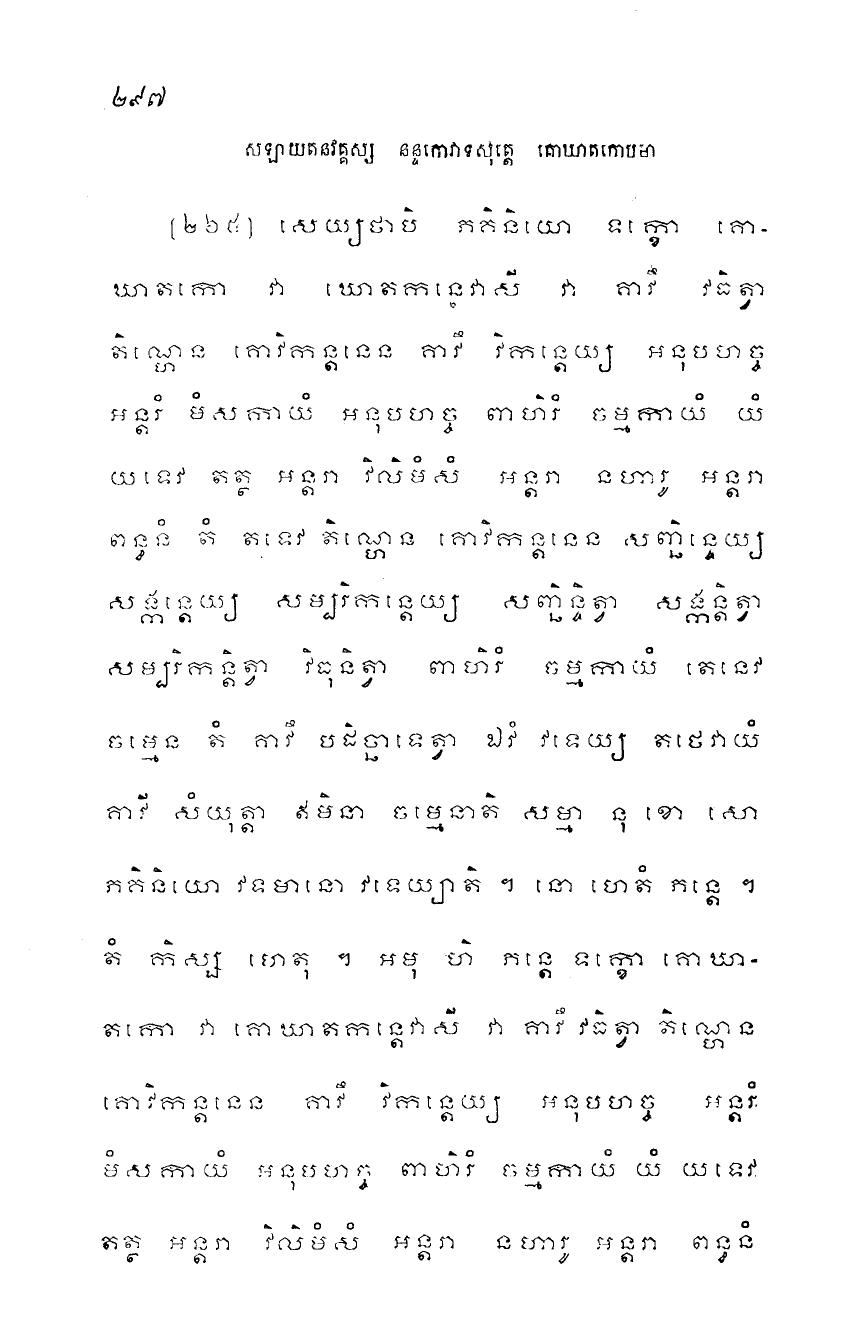 ២៩៧
សឡាយតនវគ្គស្ស នន្ទកោវាទសុត្តេ គោឃាតកោបមា
(២៦៥) សេយ្យថាបិ ភគិនិយោ ទក្ខោ គោ-
ឃាតកោ វា ឃោតកន្តេវាសី វា គាវឹ វធិត្វា
តិណ្ហេន គោវិកន្តនេន គាវឹ វិកន្តេយ្យ អនុបហច្ច
អន្តរំ មំសកាយំ អនុបហច្ច ពាហិរំ ចម្មកាយំ យំ
យទេវ តត្ថ អន្តរា វិលិមំសំ អន្តរា នហារូ អន្តរា
ពន្ធនំ តំ តទេវ តិណ្ហេន គោវិកន្តនេន សញ្ឆិន្ទេយ្យ
សង្កន្តេយ្យ សម្បរិកន្តេយ្យ សញ្ឆិន្ទិត្វា សង្កន្តិត្វា
សម្បរិកន្តិត្វា វិធុនិត្វា ពាហិរំ ចម្មកាយំ តេនេវ
ចម្មេន តំ គាវឹ បដិច្ឆាទេត្វា ឯវំ វទេយ្យ តថេវាយំ
គាវី សំយុត្តា ឥមិនា ចម្មេនាតិ សម្មា នុ ខោ សោ
ភគិនិយោ វទមានោ វទេយ្យាតិ ។ នោ ហេតំ ភន្តេ ។
តំ កិស្ស ហេតុ ។ អមុ ហិ ភន្តេ ទក្ខោ គោឃា-
តកោ វា គោឃាតកន្តេវាសី វា គាវឹ វធិត្វា តិណ្ហេន
គោវិកន្តនេន គាវឹ វិកន្តេយ្យ អនុបហច្ច អន្តរំ
មំសកាយំ អនុបហច្ច ពាហិរំ ចម្មកាយំ យំ យទេវ
តត្ថ អន្តរា វិលិមំសំ អន្តរា នហារូ អន្តរា ពន្ធនំ